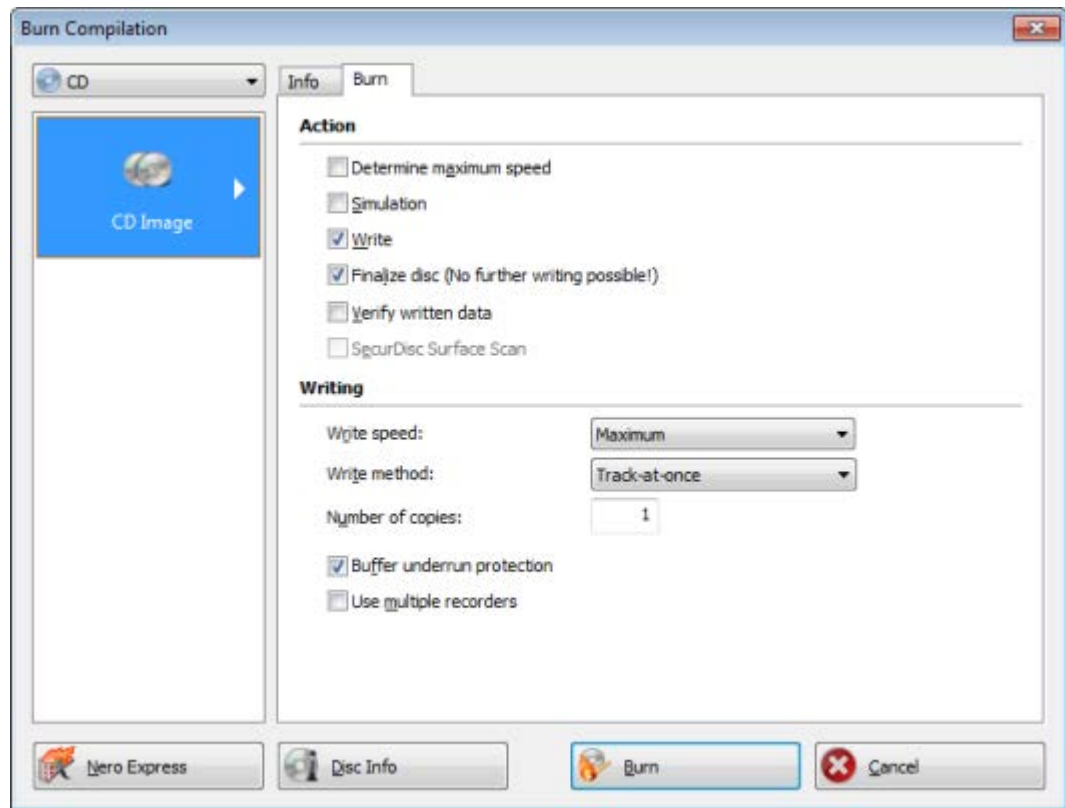 Burn Compilation
CD
Info
Burn
CD Image
Action
Determine maximum speed
Simulation
Write
Finalize disc (No further writing possible!)
Verify written data
SecurDisc Surface Scan
Writing
Write speed:
Maximum
Write method:
Track-at-once
Number of copies:
1
Buffer underrun protection
Use multiple recorders
Nero Express
Disc Info
Burn
Cancel